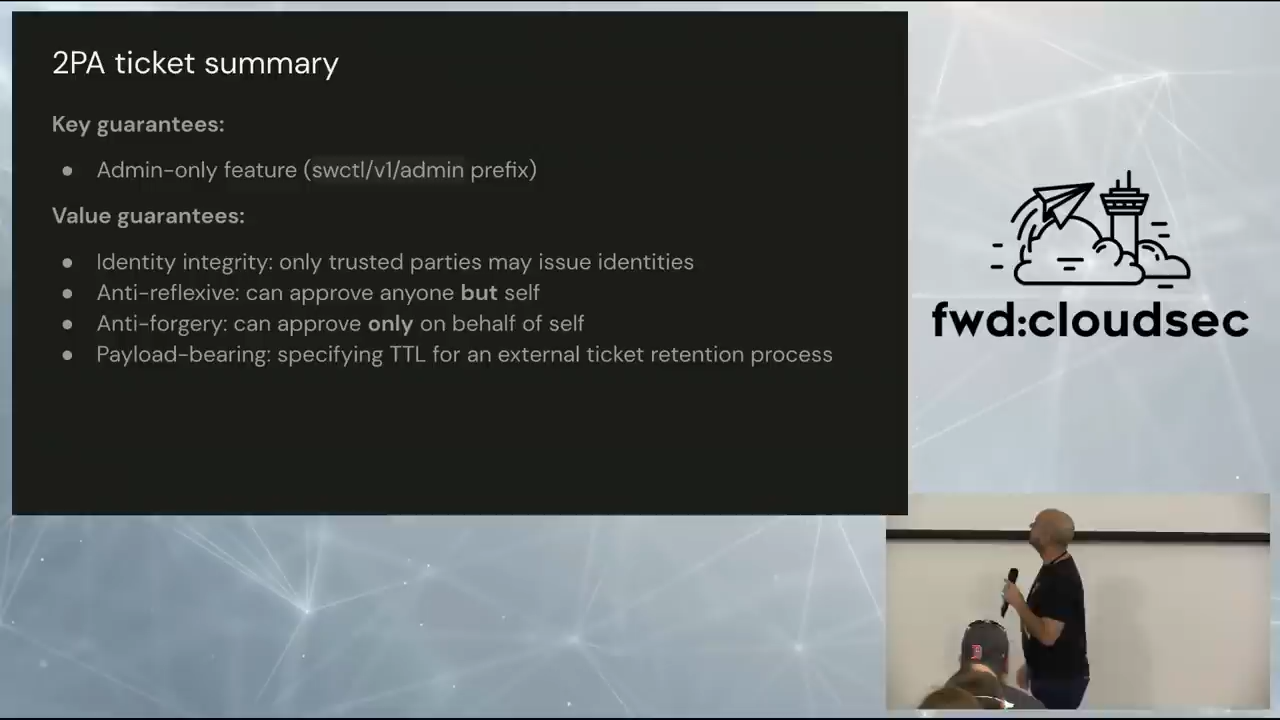 2PA ticket summary
Key guarantees:
● Admin-only feature (swctl/v1/admin prefix)
Value guarantees:
● Identity integrity: only trusted parties may issue identities
● Anti-reflexive: can approve anyone but self
● Anti-forgery: can approve only on behalf of self
● Payload-bearing: specifying TTL for an external ticket retention process
fwd:cloudsec
B